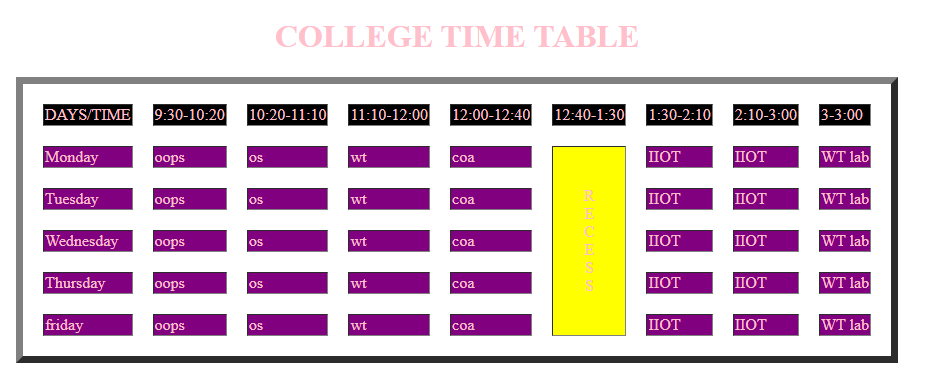 COLLEGE TIME TABLE
DAYS/TIME 9:30-10:20 10:20-11:10 11:10-12:00 12:00-12:40 12:40-1:30 1:30-2:10 2:10-3:00 3-3:00
Monday oops os wt coa RECESS IIOT IIOT WT lab
Tuesday oops os wt coa IIOT IIOT WT lab
Wednesday oops os wt coa IIOT IIOT WT lab
Thursday oops os wt coa IIOT IIOT WT lab
friday oops os wt coa IIOT IIOT WT lab